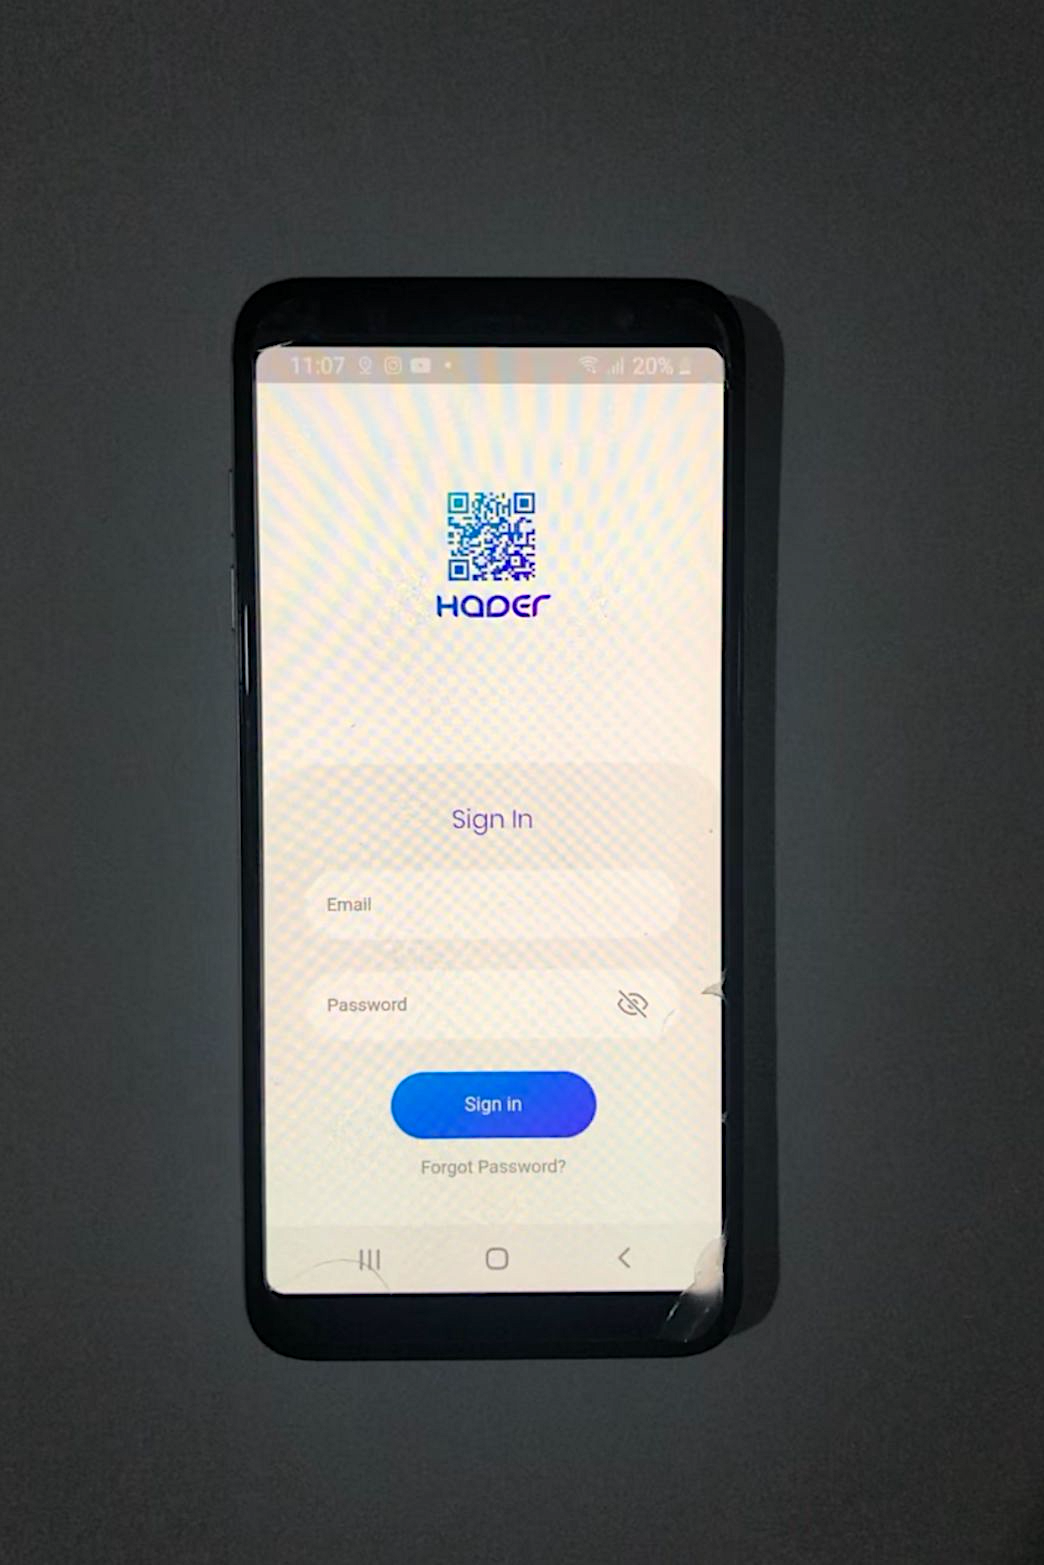 11:07 20%
HADEr
Sign In
Email
Password
Sign in
Forgot Password?